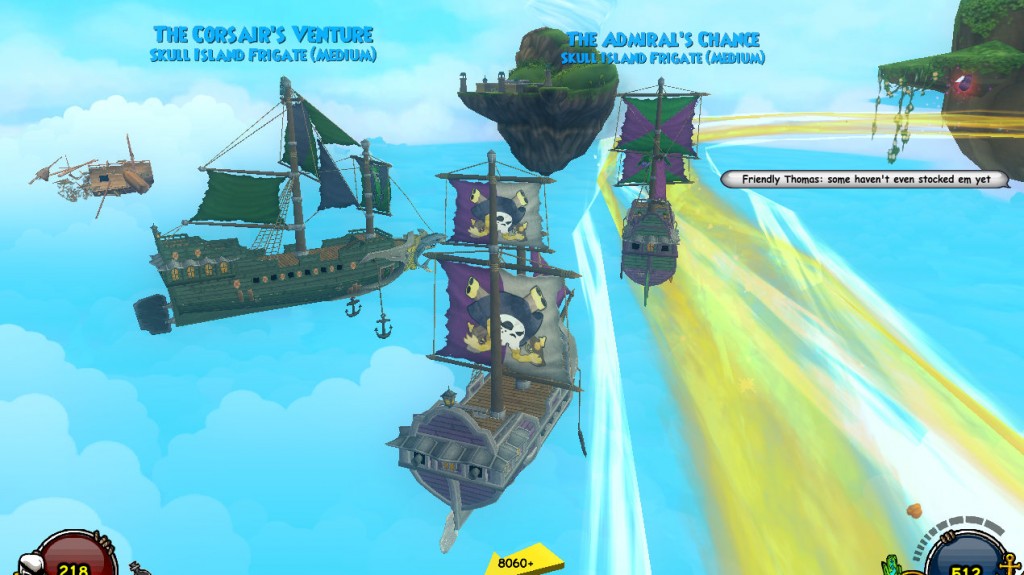 The Corsair's Venture
Skull Island Frigate (Medium)
The Admiral's Chance
Skull Island Frigate (Medium)
Friendly Thomas: some haven't even stocked em yet
218
8060+
512